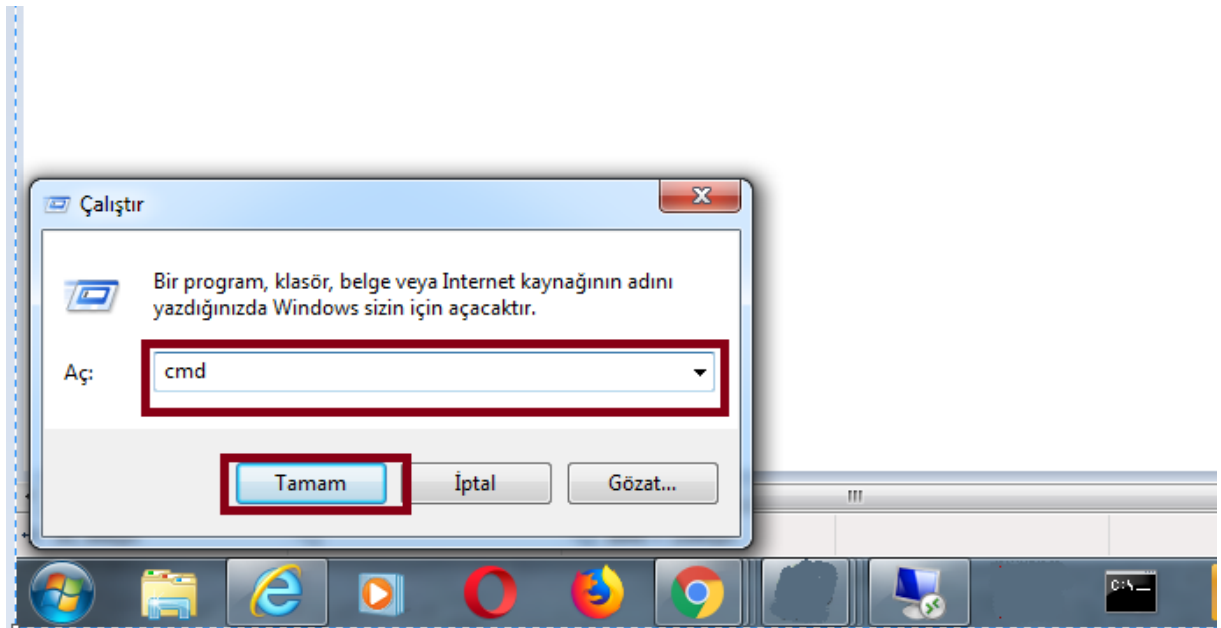 Çalıştır
Bir program, klasör, belge veya Internet kaynağının adını
yazdığınızda Windows sizin için açacaktır.
Aç:
cmd
Tamam
İptal
Gözat...
C:\_